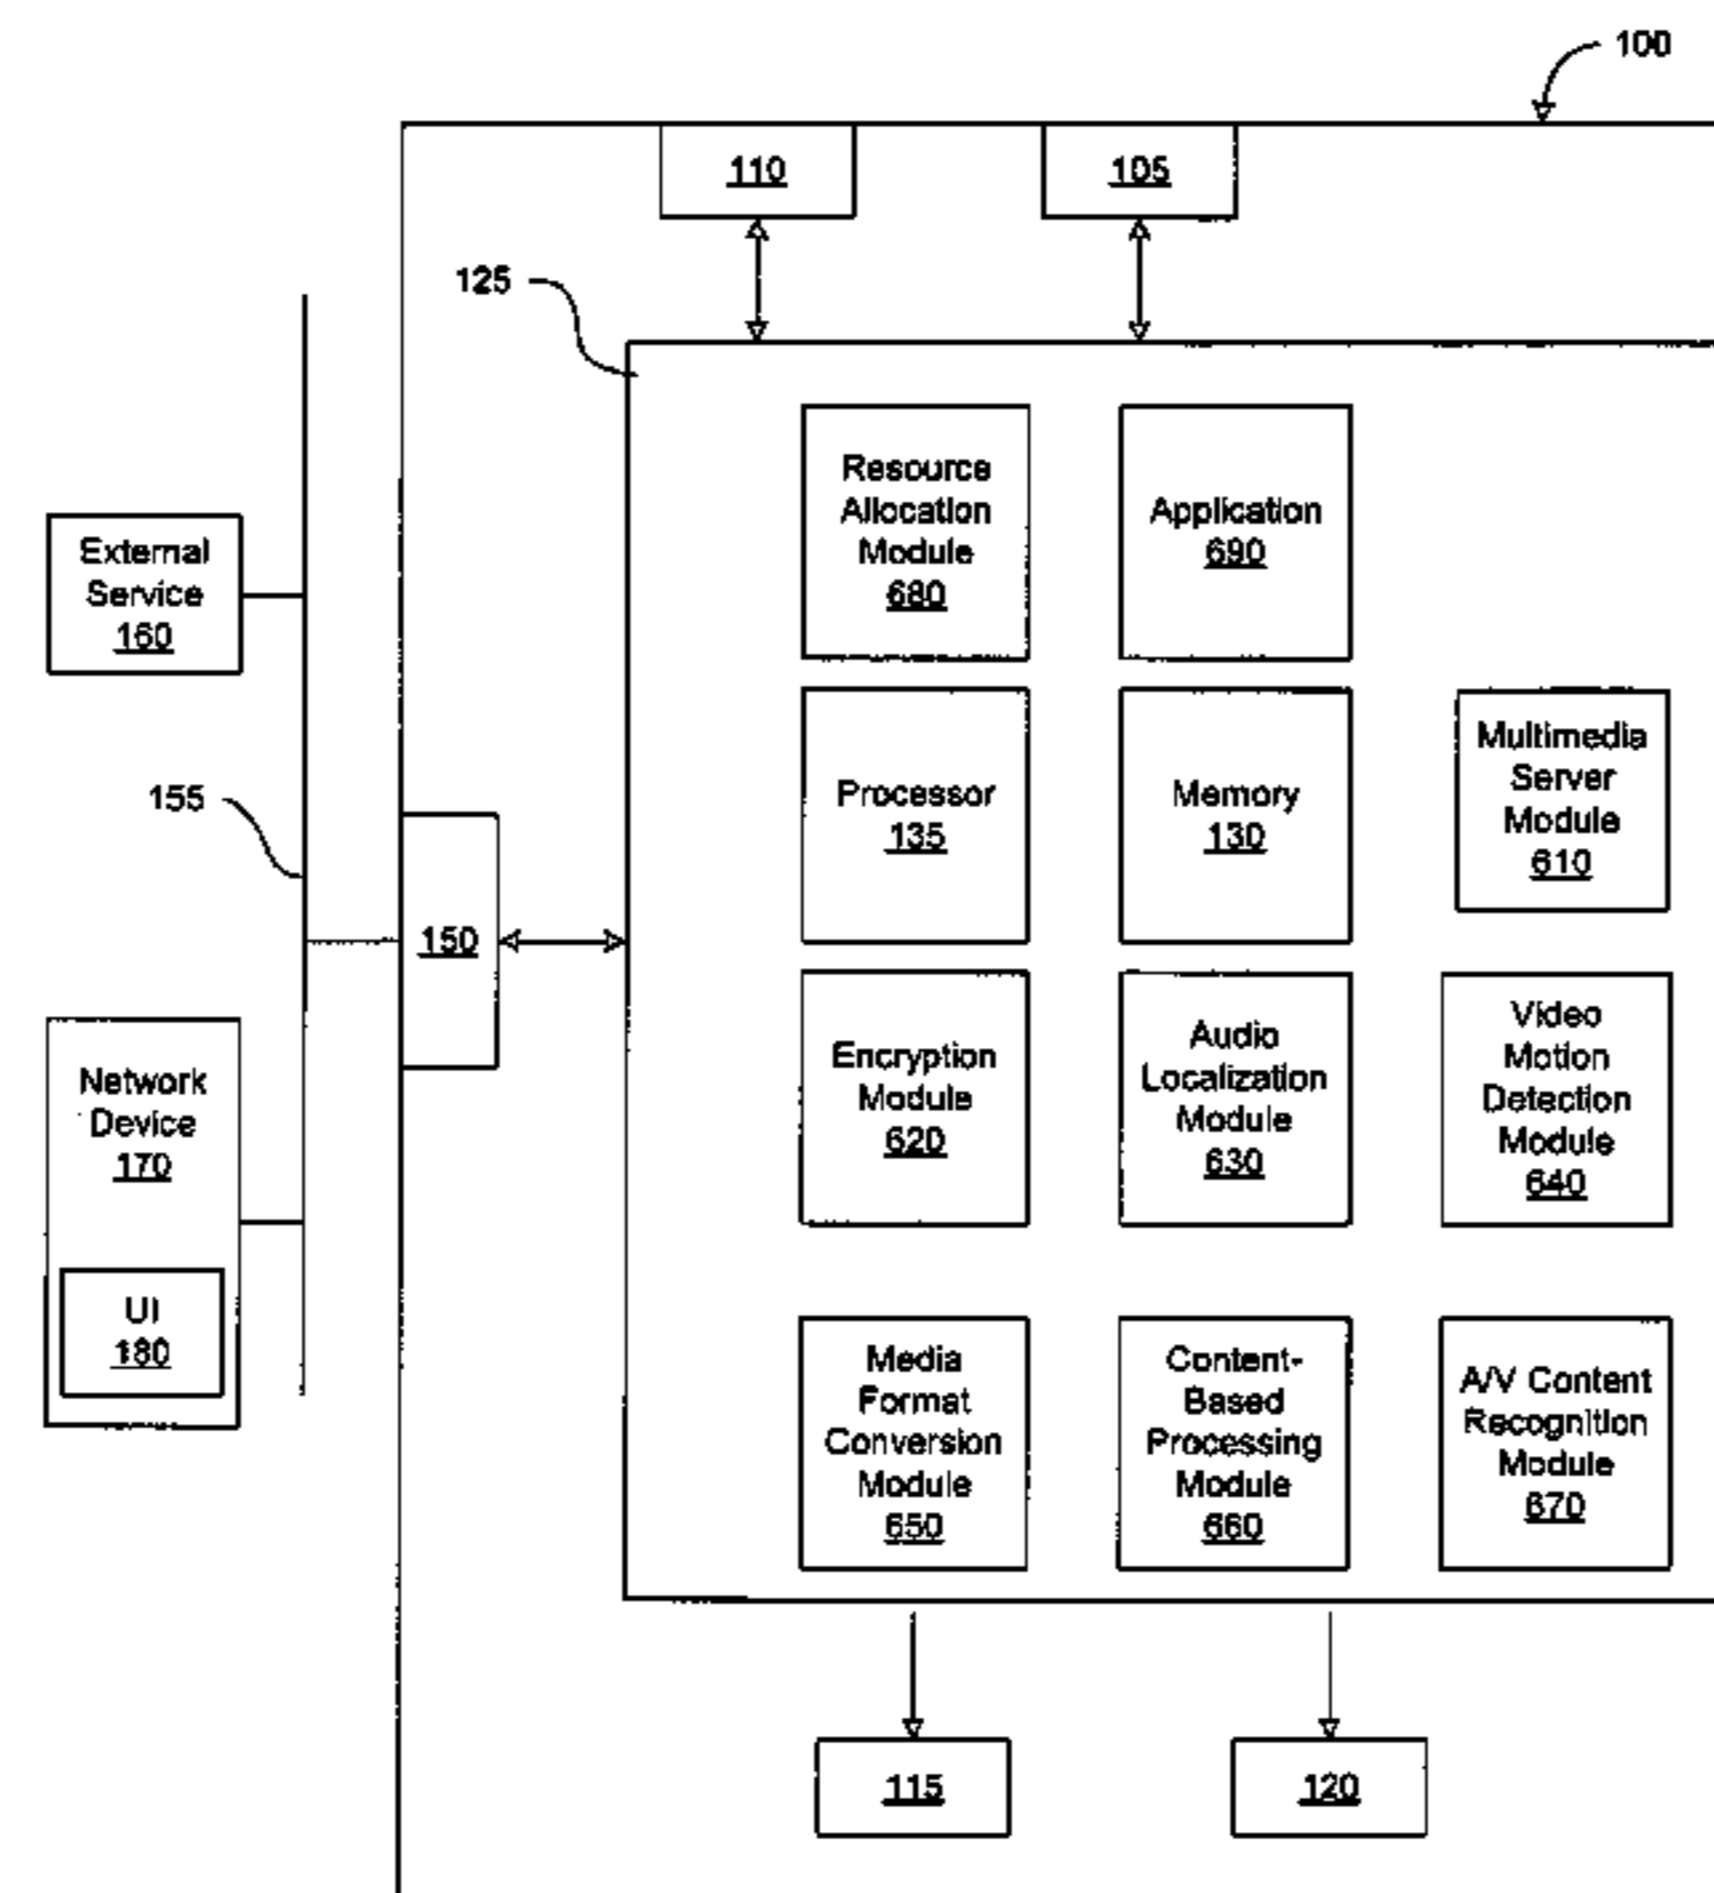 100
110
105
125
Resource
Allocation
Module
680
Application
690
External
Service
160
Processor
135
Memory
130
Multimedia
Server
Module
610
155
150
Network
Device
170
UI
180
Encryption
Module
620
Audio
Localization
Module
630
Video
Motion
Detection
Module
640
Media
Format
Conversion
Module
650
Content-
Based
Processing
Module
660
A/V Content
Recognition
Module
670
115
120